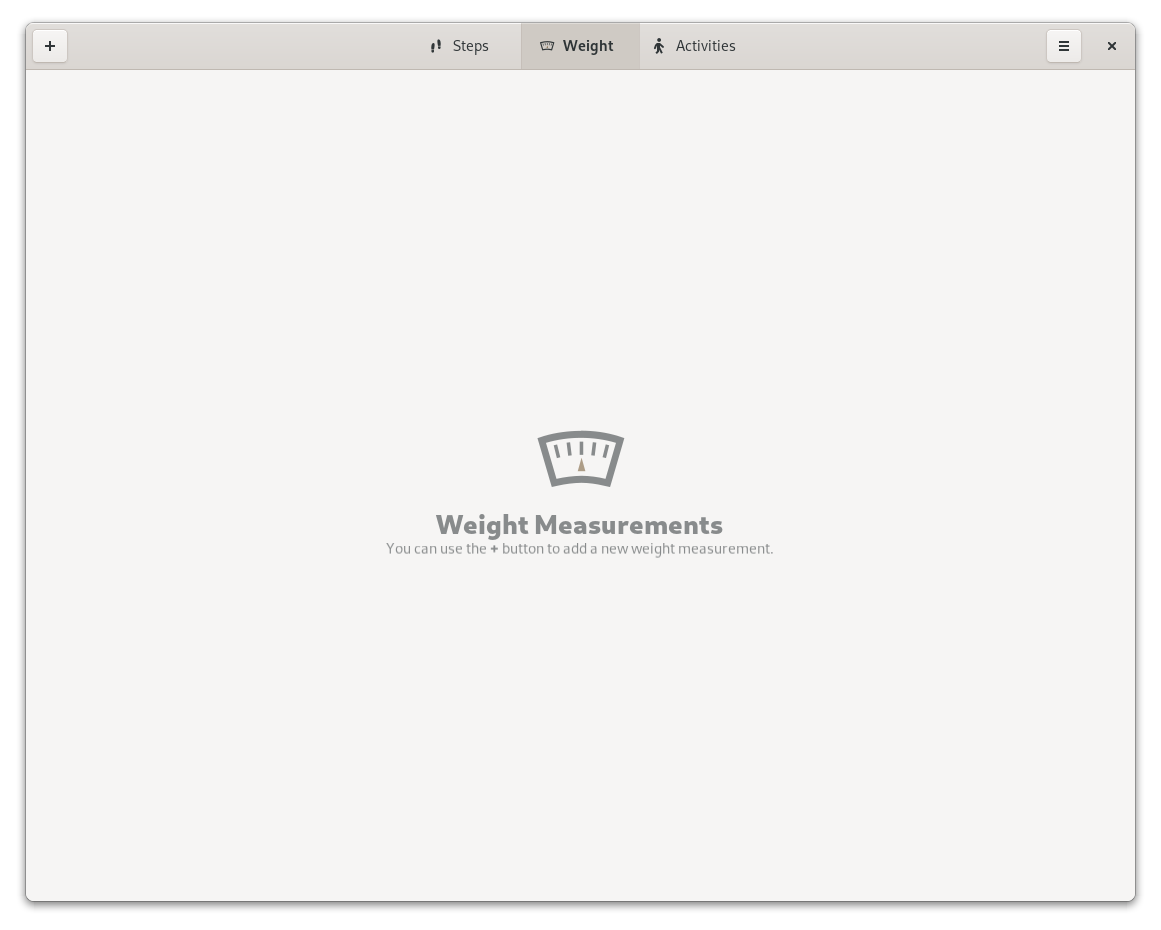 Steps
Weight
Activities
Weight Measurements
You can use the + button to add a new weight measurement.